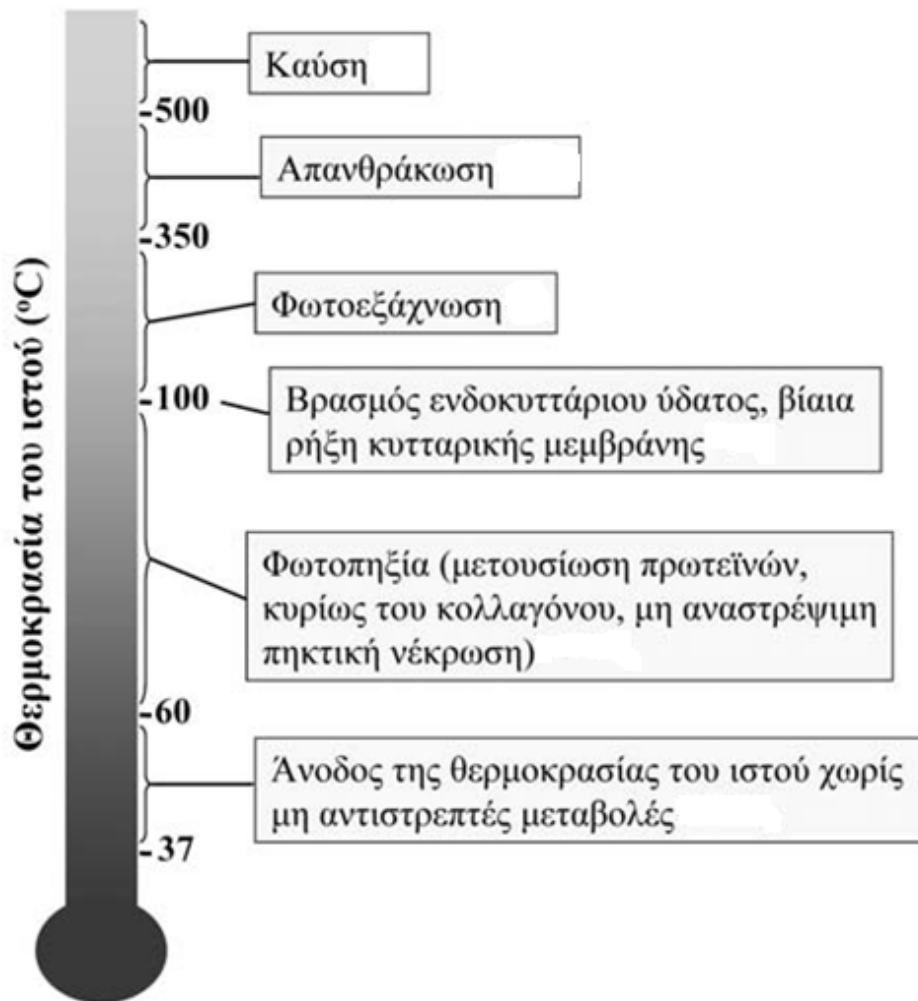 Καύση
-500
Απανθράκωση
-350
Φωτοεξάχνωση
-100
Βρασμός ενδοκυττάριου ύδατος, βίαια
ρήξη κυτταρικής μεμβράνης
Φωτοπηξία (μετουσίωση πρωτεϊνών,
κυρίως του κολλαγόνου, μη αναστρέψιμη
πηκτική νέκρωση)
-60
Άνοδος της θερμοκρασίας του ιστού χωρίς
μη αντιστρεπτές μεταβολές
-37
Θερμοκρασία του ιστού (°C)